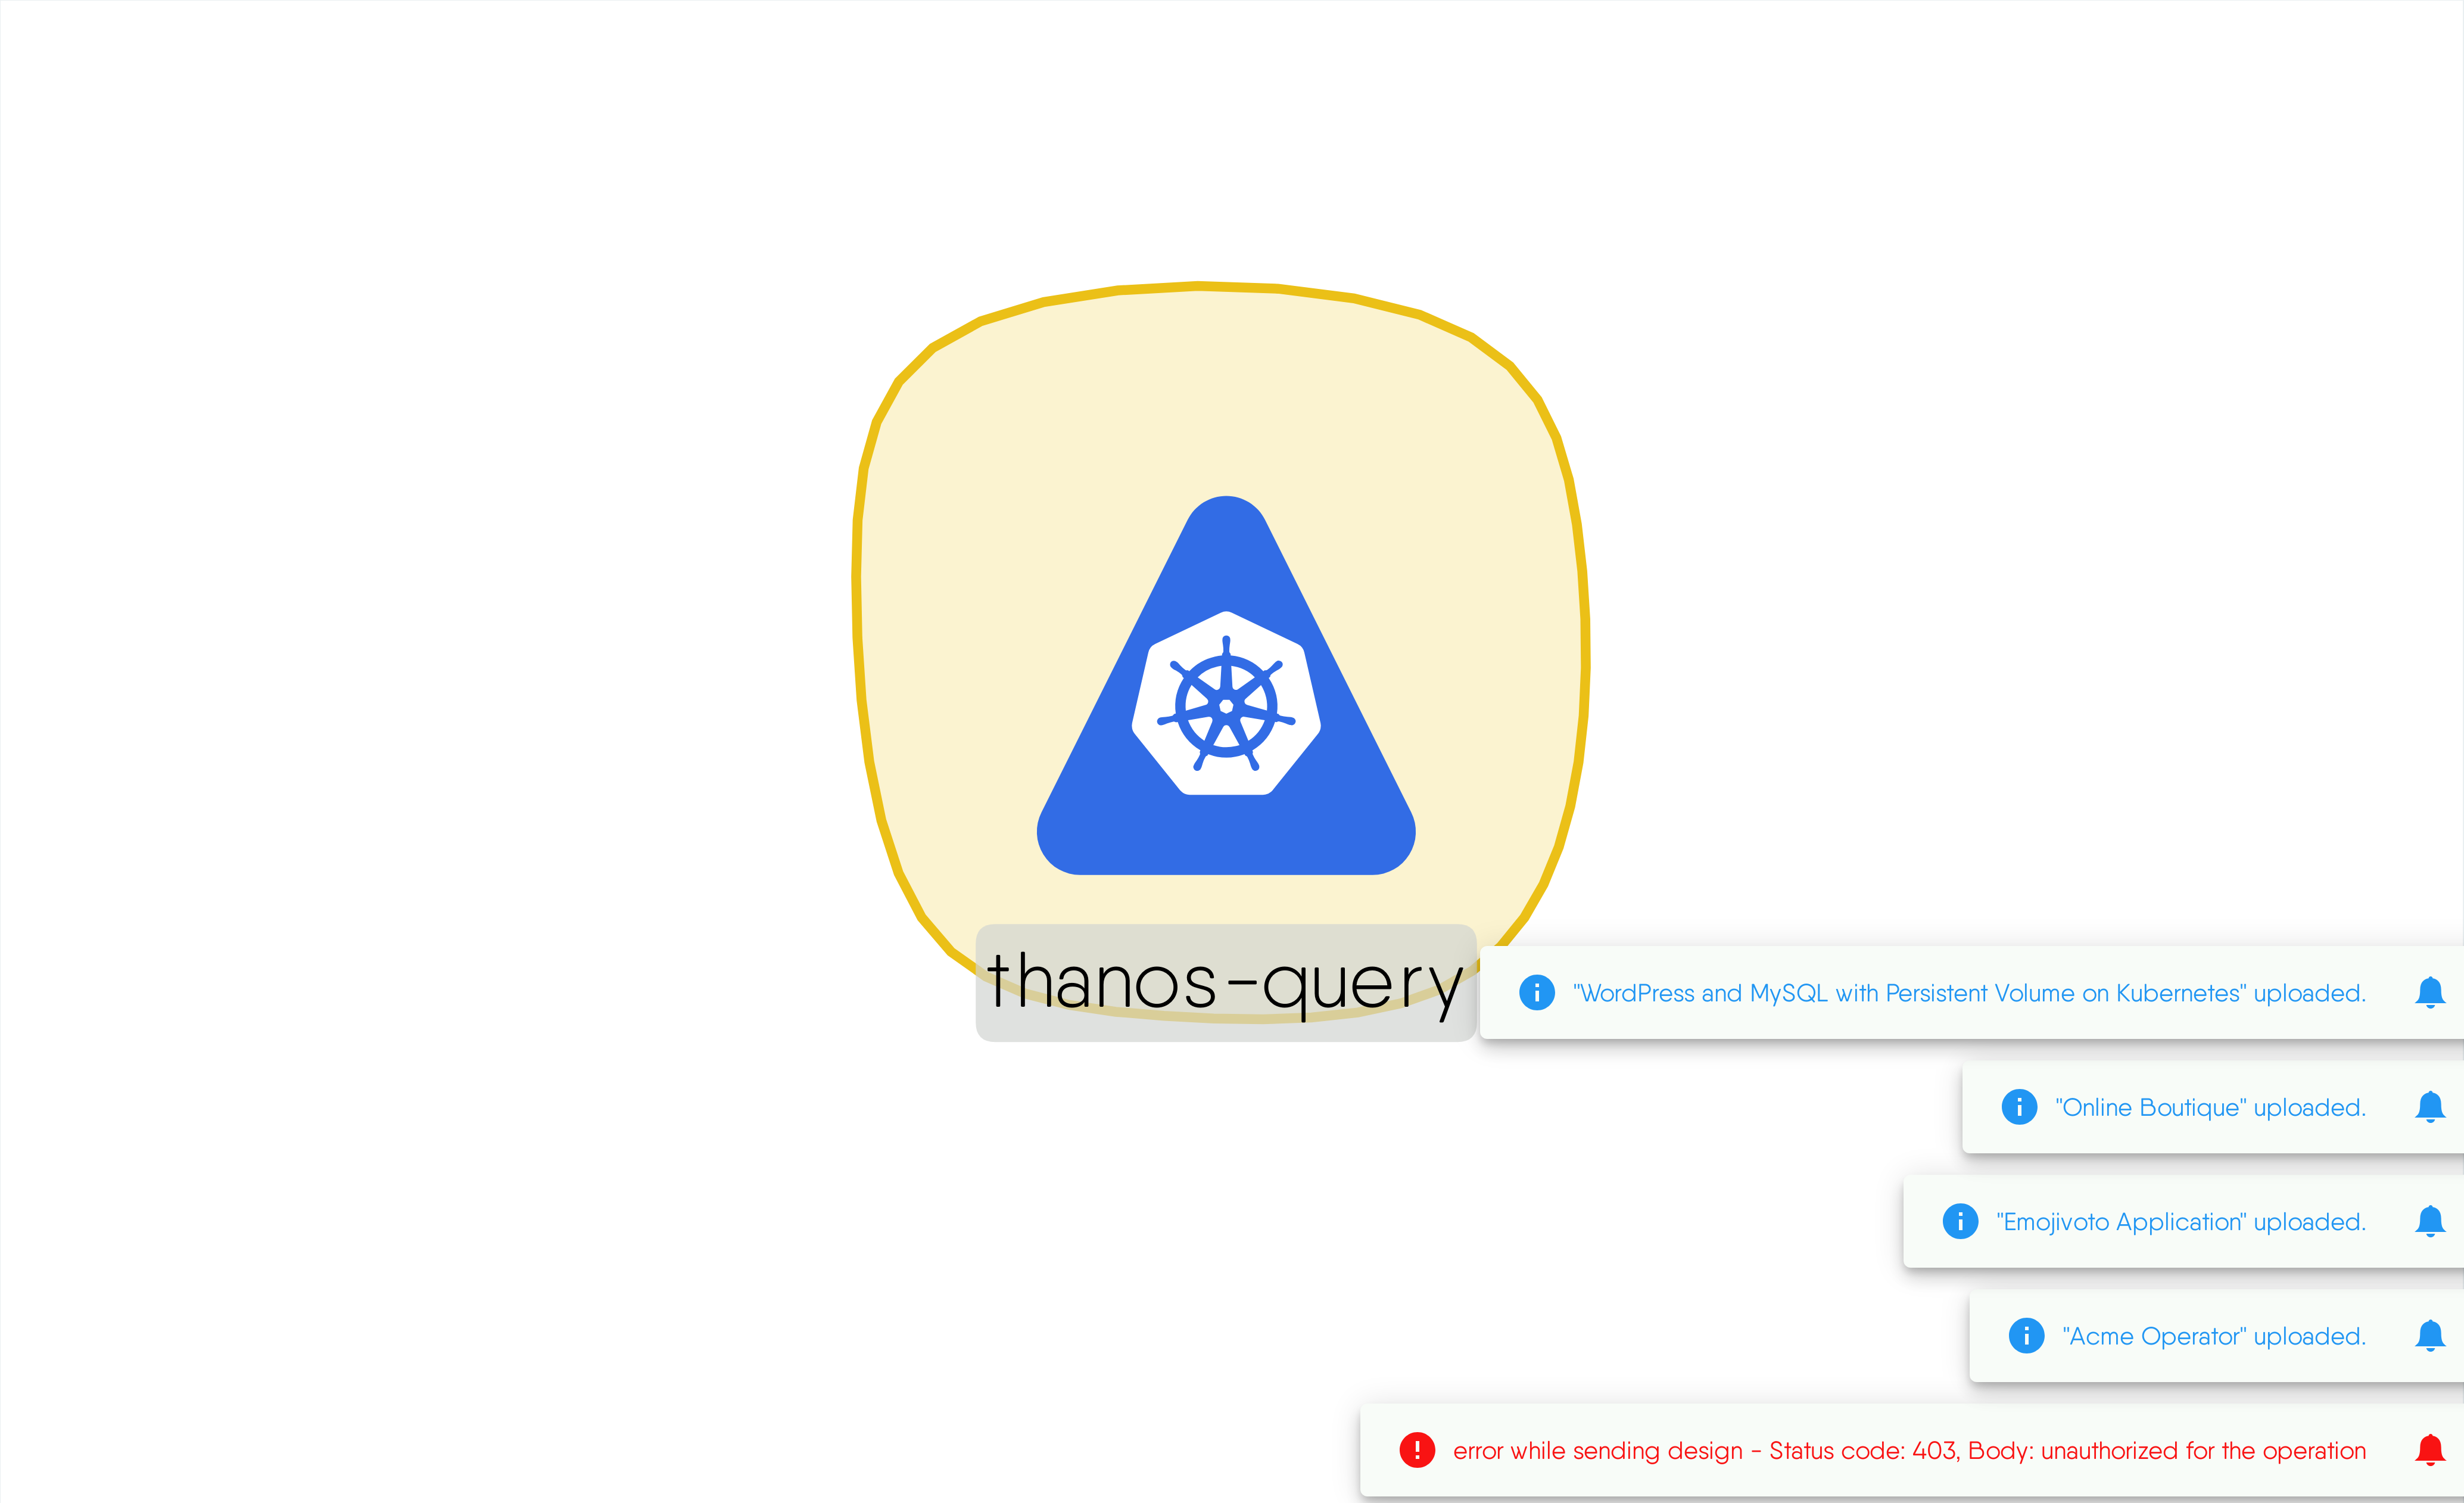 thanos-query
"WordPress and MySQL with Persistent Volume on Kubernetes" uploaded.
"Online Boutique" uploaded.
"Emojivoto Application" uploaded.
"Acme Operator" uploaded.
error while sending design - Status code: 403, Body: unauthorized for the operation